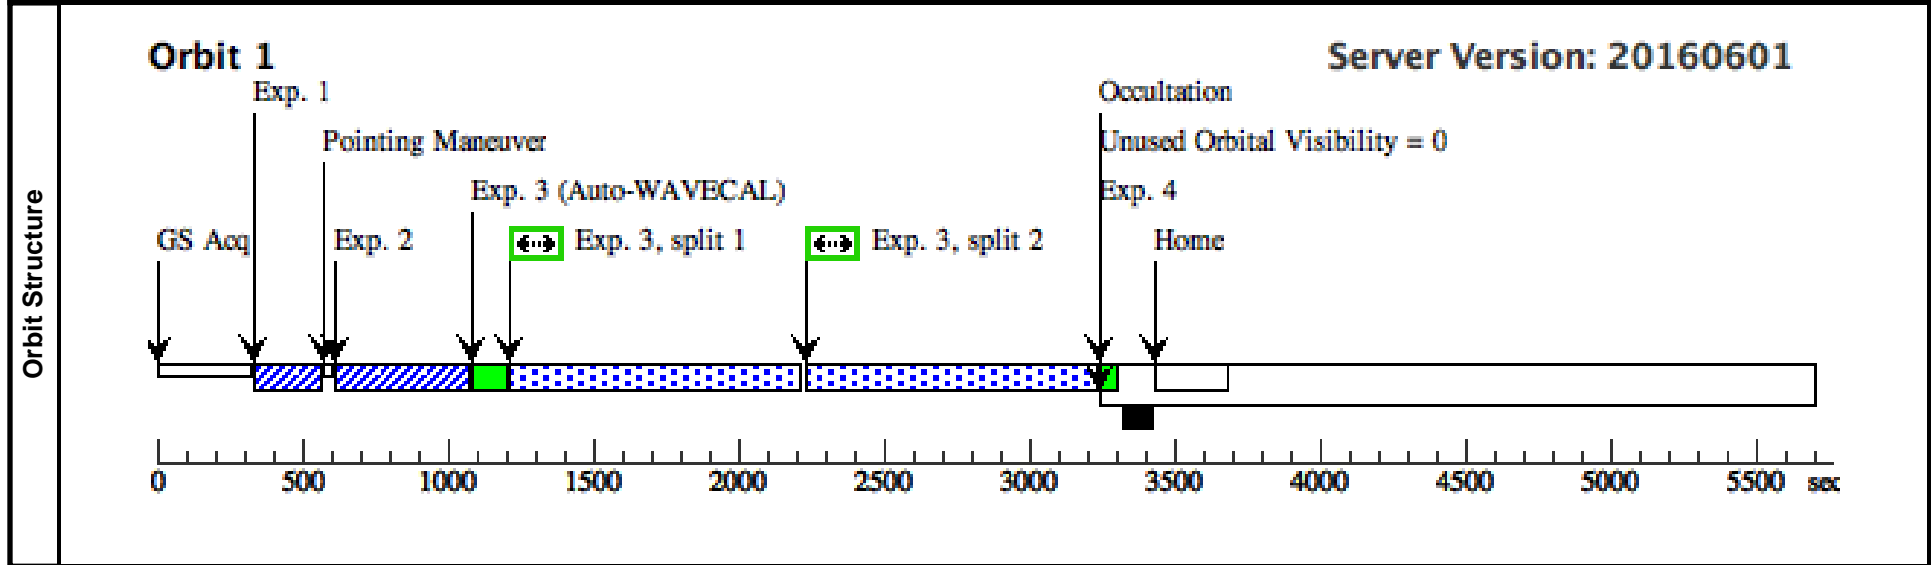 Orbit Structure
Orbit 1
Server Version: 20160601
Exp. 1
Occultation
Pointing Maneuver
Unused Orbital Visibility = 0
Exp. 3 (Auto-WAVECAL)
Exp. 4
GS Acq
Exp. 2
Exp. 3, split 1
Exp. 3, split 2
Home
0 500 1000 1500 2000 2500 3000 3500 4000 4500 5000 5500 sec